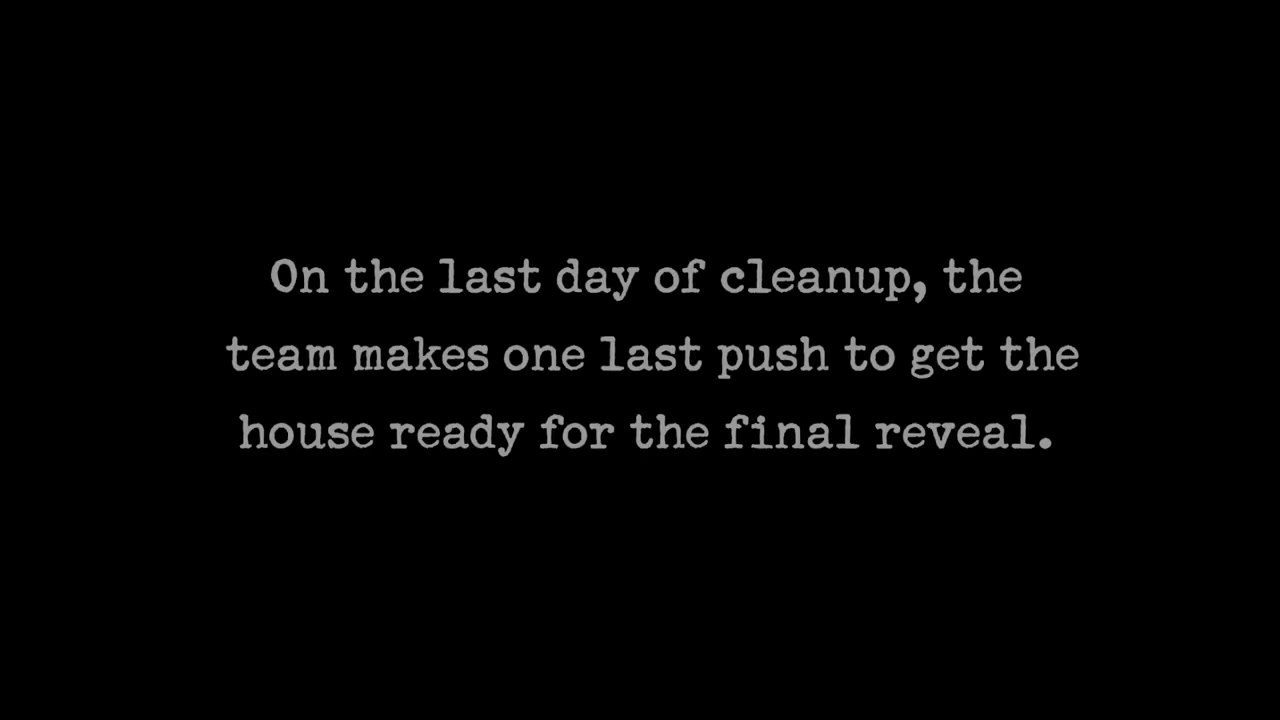 On the last day of cleanup, the
team makes one last push to get the
house ready for the final reveal.